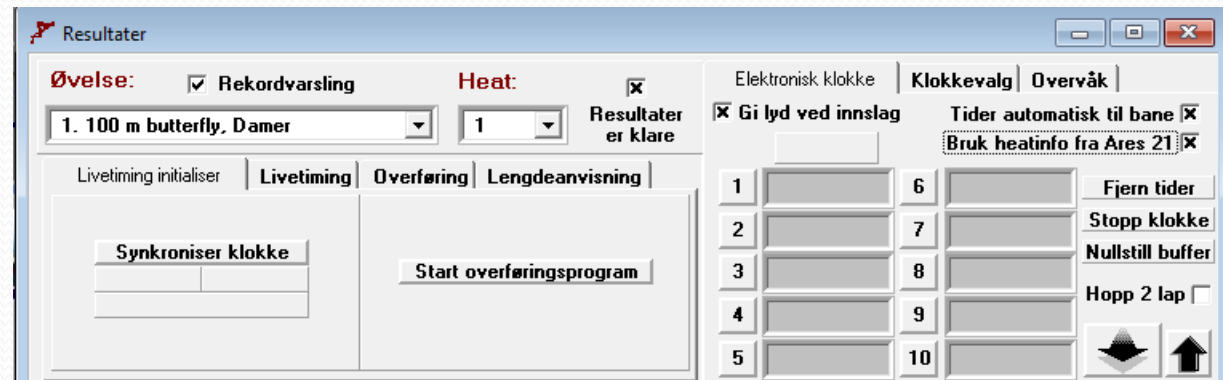 Resultater
Øvelse:
Rekordvarsling
Heat:
1. 100 m butterfly, Damer
1
Resultater
er klare
Livetiming initialiser
Livetiming
Overføring
Lengdeanvisning
Synkroniser klokke
Start overføringsprogram
Elektronisk klokke
Klokkevalg
Overvåk
Gi lyd ved innslag
Tider automatisk til bane
Bruk heatinfo fra Ares 21
1
6
Fjern tider
2
7
Stopp klokke
Nullstill buffer
3
8
Hopp 2 lap
4
9
5
10